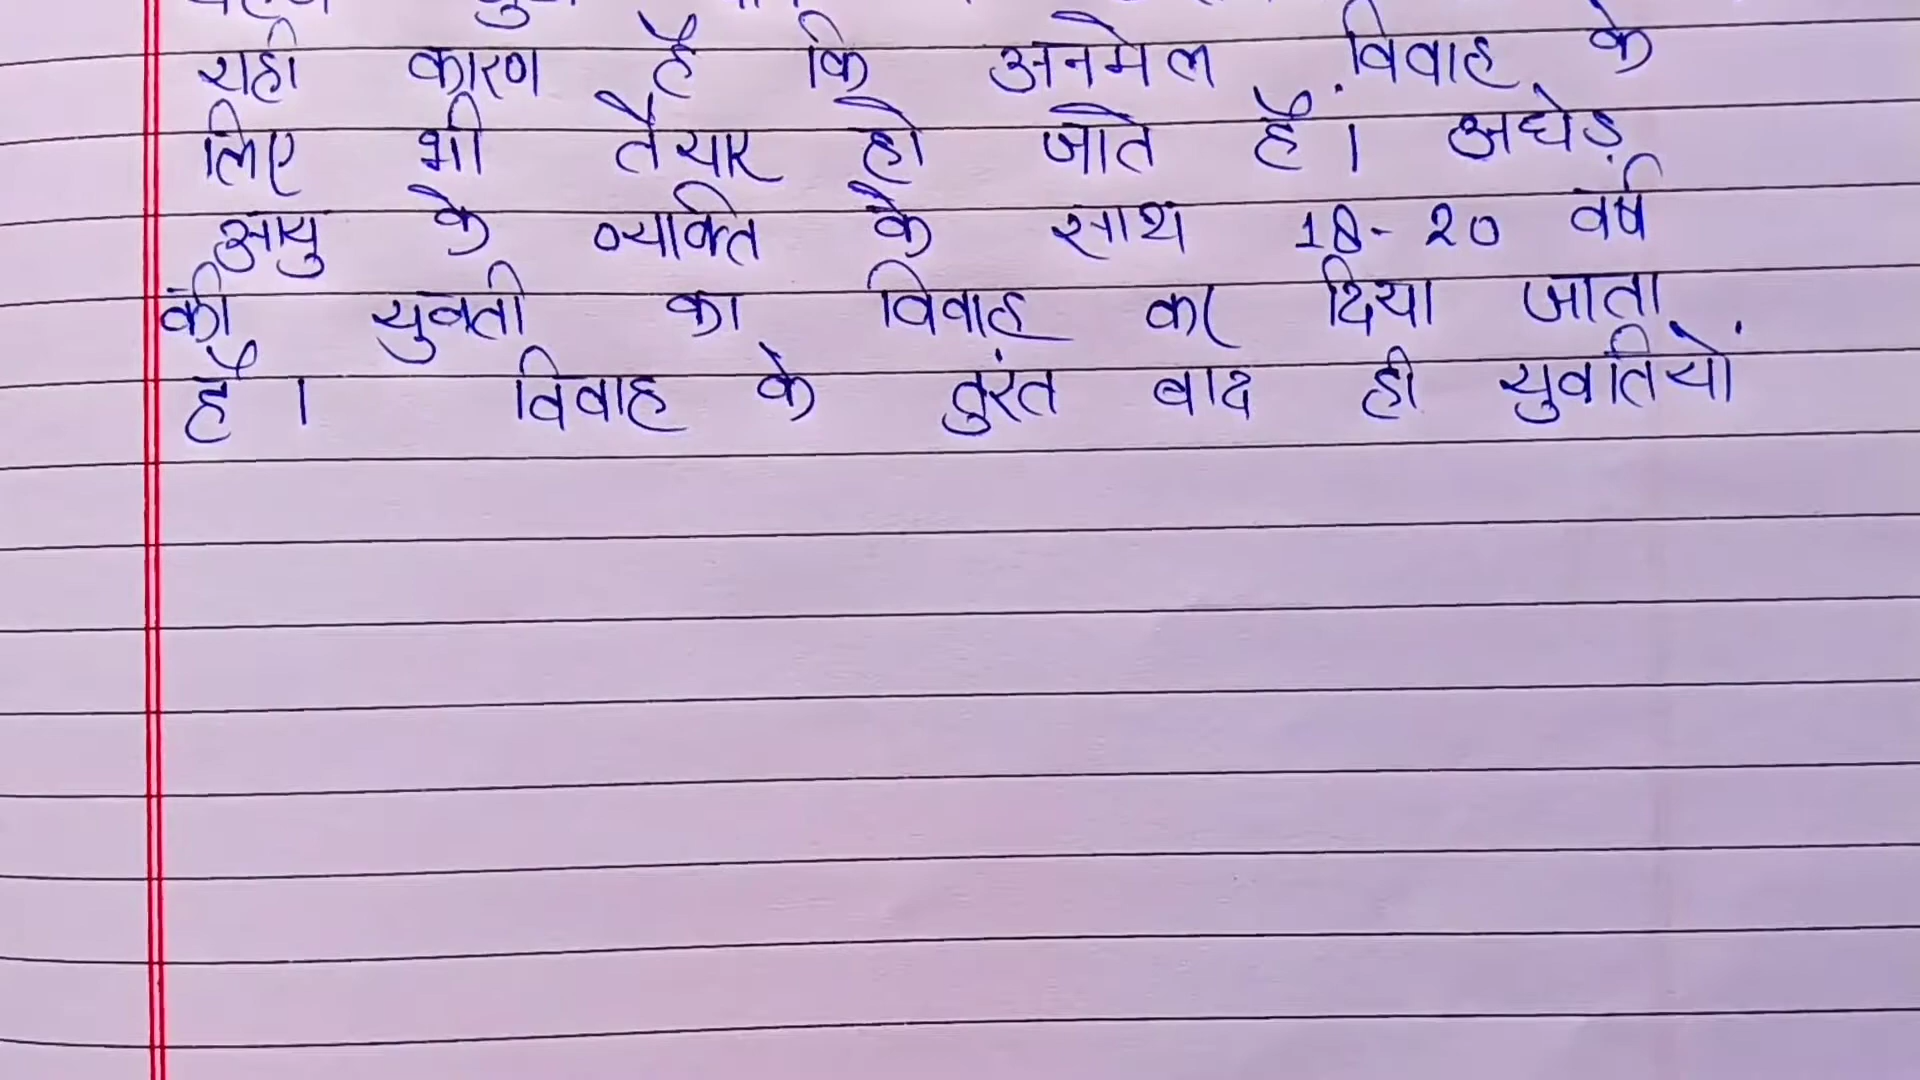 यही कारण है कि अनमेल विवाह के
लिए भी तैयार हो जाते है। अधेड़
आयु के व्यक्ति के साथ 18-20 वर्ष
की युवती का विवाह कर दिया जाता
है। विवाह के तुरंत बाद ही युवतियों